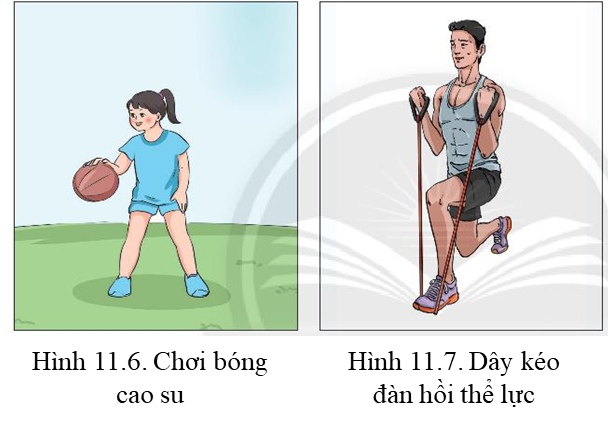 Hình 11.6. Chơi bóng
cao su
Hình 11.7. Dây kéo
đàn hồi thể lực